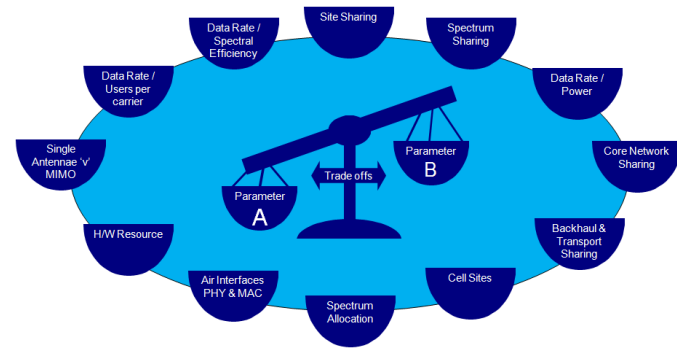 Site Sharing
Data Rate /
Spectral
Efficiency
Spectrum
Sharing
Data Rate /
Users per
carrier
Data Rate /
Power
Single
Antennae 'v'
MIMO
Parameter
B
Core Network
Sharing
Trade offs
Parameter
A
H/W Resource
Backhaul &
Transport
Sharing
Air Interfaces
PHY & MAC
Cell Sites
Spectrum
Allocation